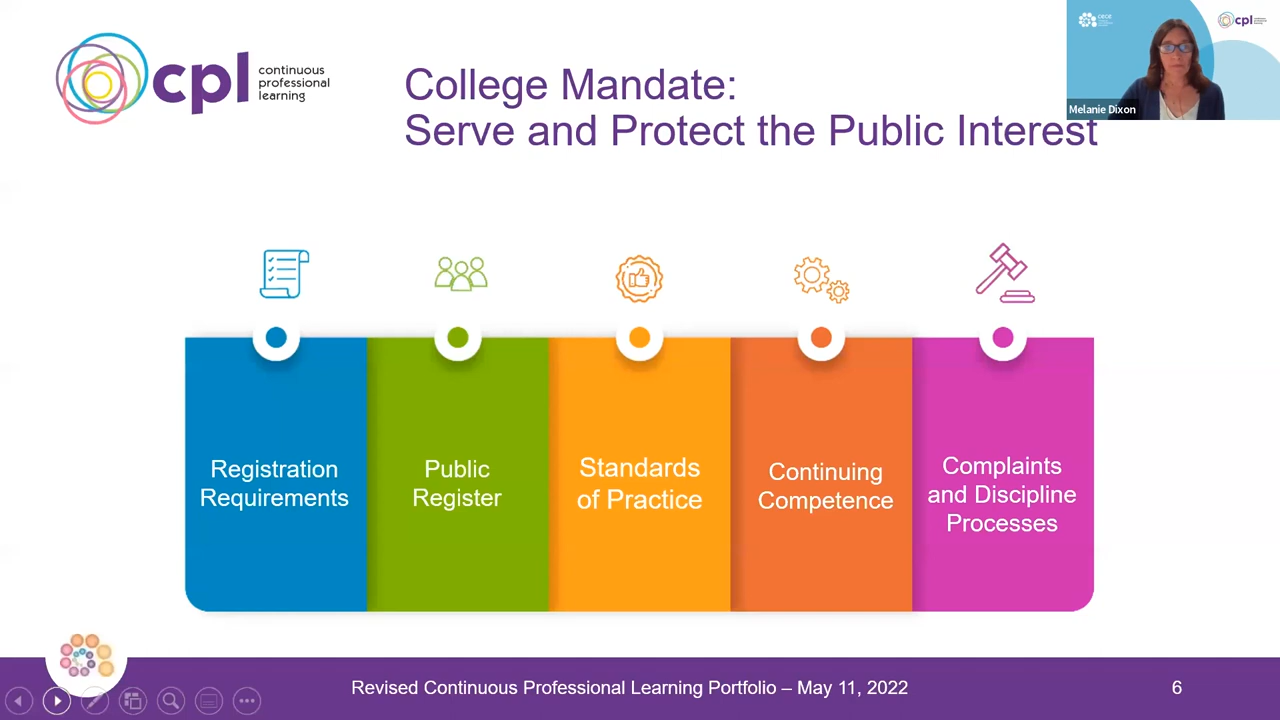 cpl
continuous
professional
learning
College Mandate:
Serve and Protect the Public Interest
cpl
Melanie Dixon
Registration
Requirements
Public
Register
Standards
of Practice
Continuing
Competence
Complaints
and Discipline
Processes
Revised Continuous Professional Learning Portfolio – May 11, 2022
6